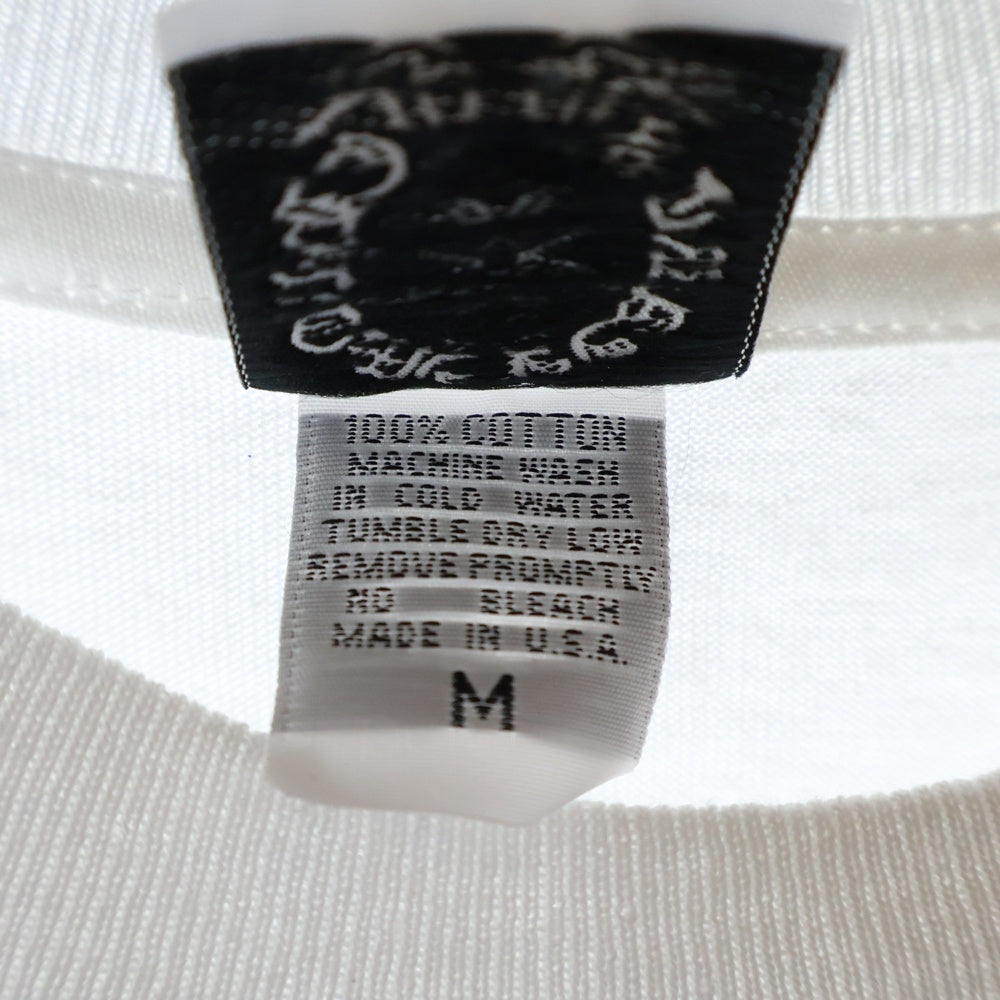 100% COTTON
MACHINE WASH
IN COLD WATER
TUMBLE DRY LOW
REMOVE PROMPTLY
NO BLEACH
MADE IN U.S.A.
M